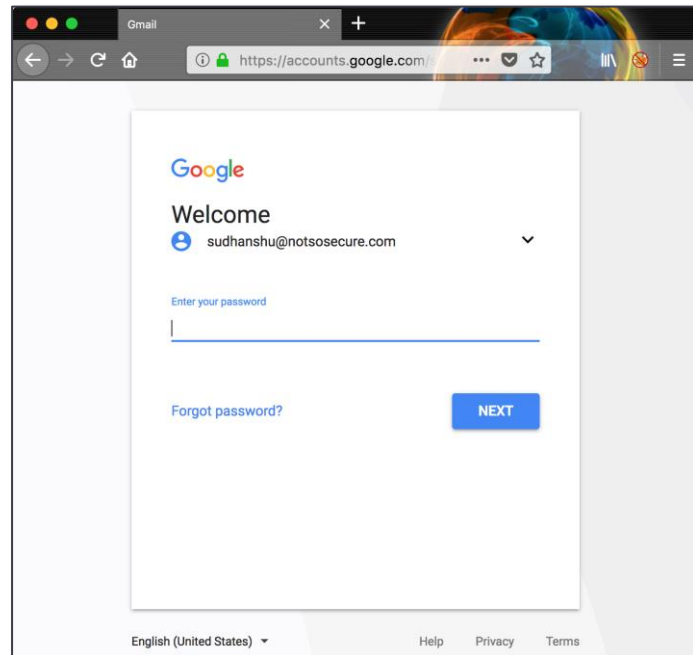 Gmail
https://accounts.google.com/
Google
Welcome
sudhanshu@notsosecure.com
Enter your password
Forgot password?
NEXT
English (United States)
Help Privacy Terms